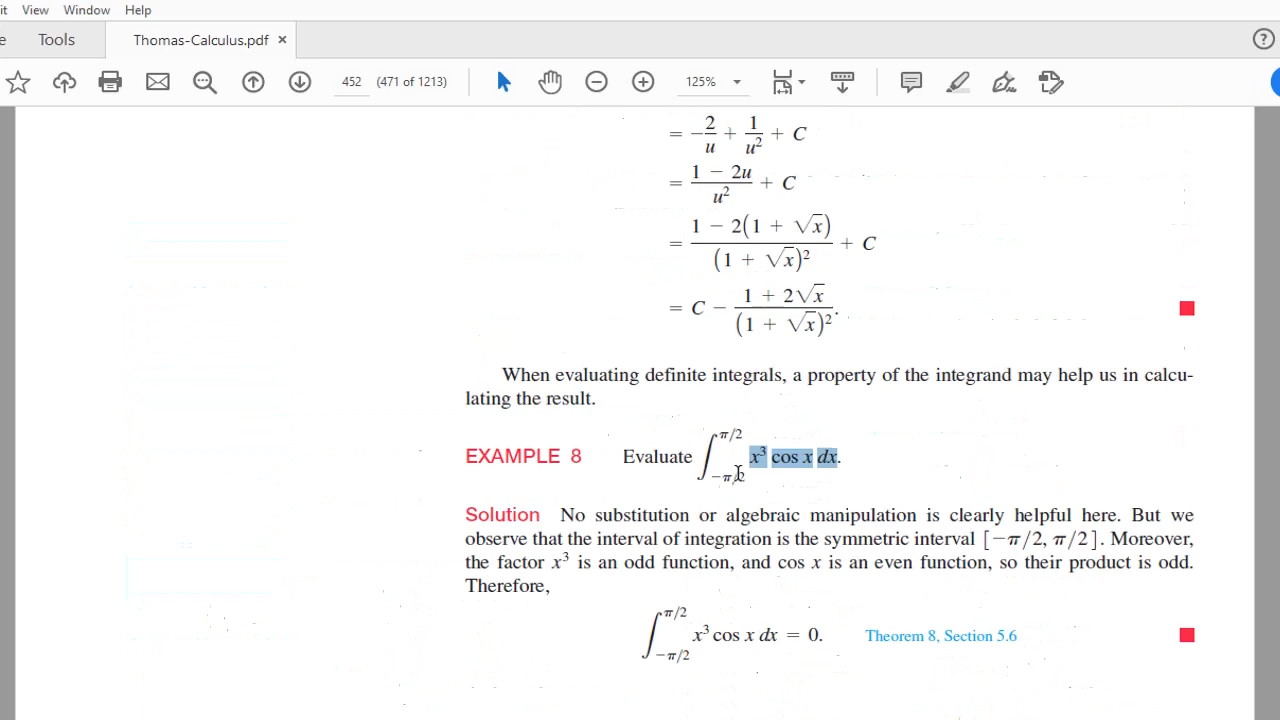 it View Window Help
e Tools Thomas-Calculus.pdf × ?
452 (471 of 1213) 125%
= −2/u + 1/u² + C
= (1 − 2u)/u² + C
= (1 − 2(1 + √x))/(1 + √x)² + C
= C − (1 + 2√x)/(1 + √x)².
When evaluating definite integrals, a property of the integrand may help us in calcu-
lating the result.
EXAMPLE 8 Evaluate ∫_{−π/2}^{π/2} x³ cos x dx.
Solution No substitution or algebraic manipulation is clearly helpful here. But we
observe that the interval of integration is the symmetric interval [−π/2, π/2]. Moreover,
the factor x³ is an odd function, and cos x is an even function, so their product is odd.
Therefore,
∫_{−π/2}^{π/2} x³ cos x dx = 0. Theorem 8, Section 5.6